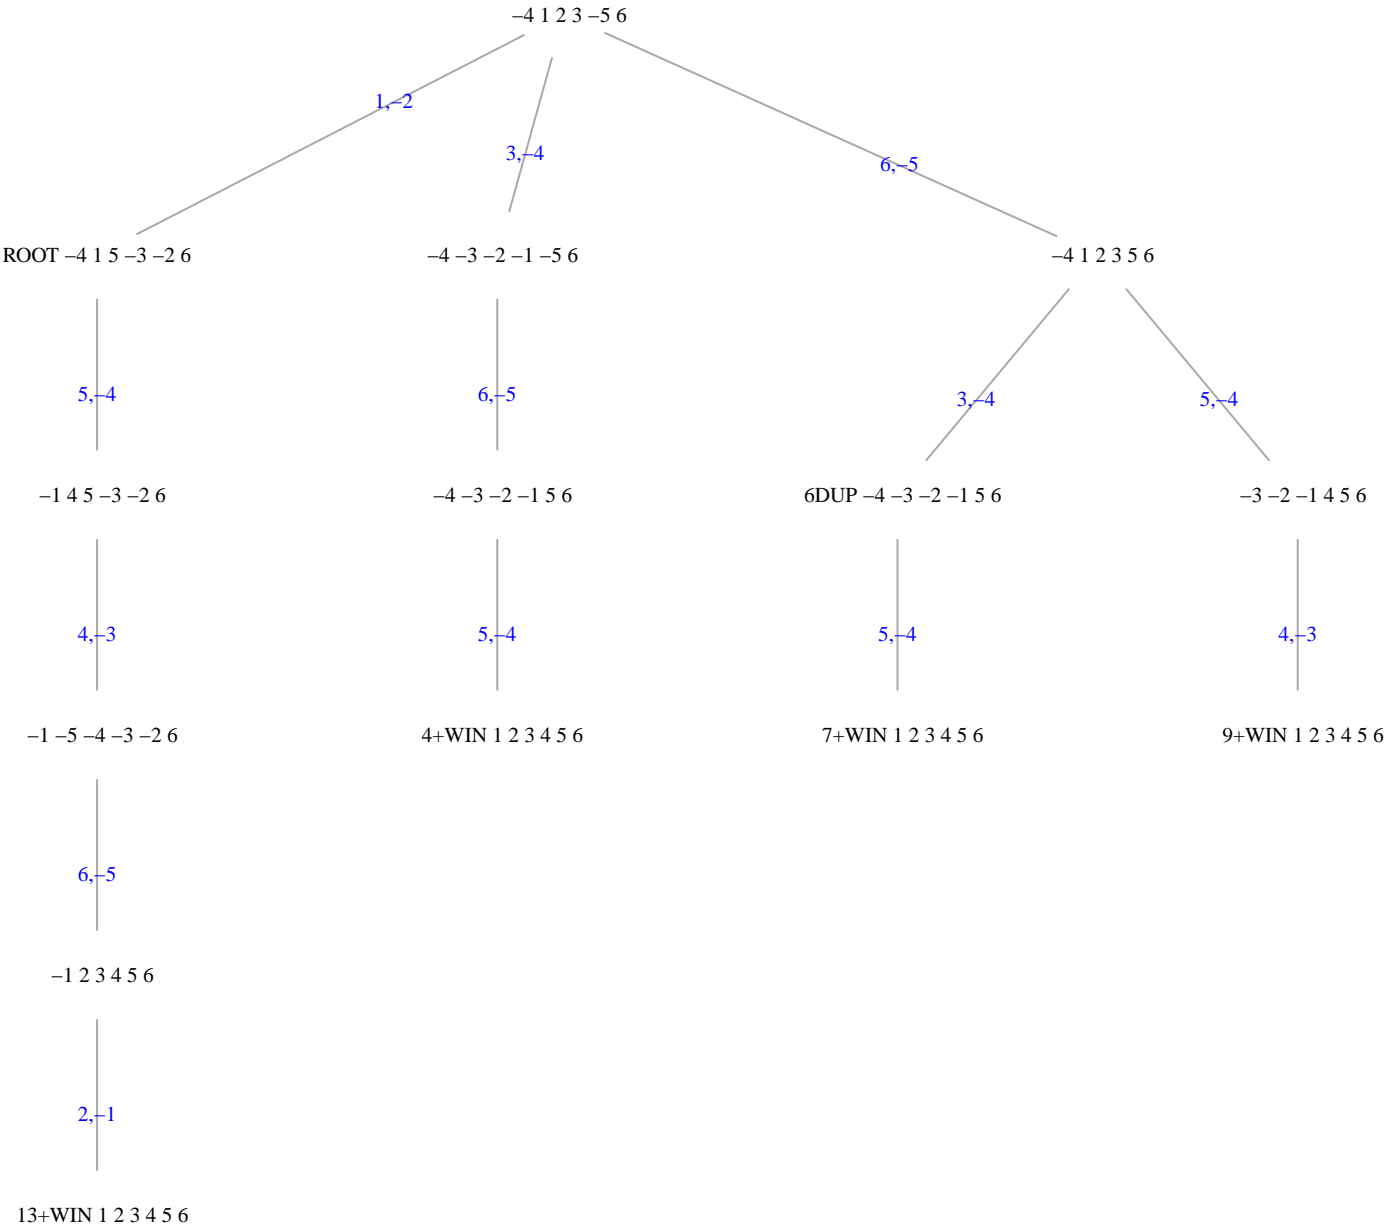 −4 1 2 3 −5 6
1,−2
3,−4
6,−5
ROOT −4 1 5 −3 −2 6
−4 −3 −2 −1 −5 6
−4 1 2 3 5 6
5,−4
6,−5
3,−4
5,−4
−1 4 5 −3 −2 6
−4 −3 −2 −1 5 6
6DUP −4 −3 −2 −1 5 6
−3 −2 −1 4 5 6
4,−3
5,−4
5,−4
4,−3
−1 −5 −4 −3 −2 6
4+WIN 1 2 3 4 5 6
7+WIN 1 2 3 4 5 6
9+WIN 1 2 3 4 5 6
6,−5
−1 2 3 4 5 6
2,−1
13+WIN 1 2 3 4 5 6